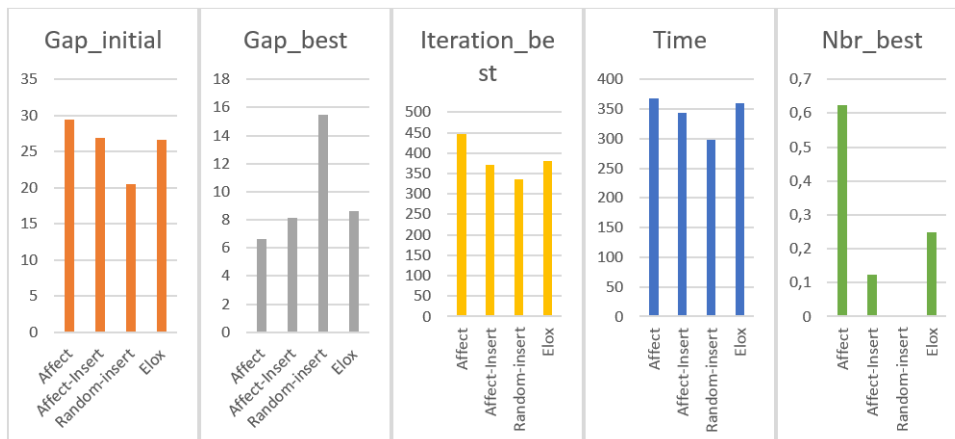 Gap_initial
35
30
25
20
15
10
5
0
Affect
Affect-Insert
Random-insert
Elox
Gap_best
18
16
14
12
10
8
6
4
2
0
Affect
Affect-Insert
Random-insert
Elox
Iteration_be
st
500
450
400
350
300
250
200
150
100
50
0
Affect
Affect-Insert
Random-insert
Elox
Time
400
350
300
250
200
150
100
50
0
Affect
Affect-Insert
Random-insert
Elox
Nbr_best
0,7
0,6
0,5
0,4
0,3
0,2
0,1
0
Affect
Affect-Insert
Random-insert
Elox